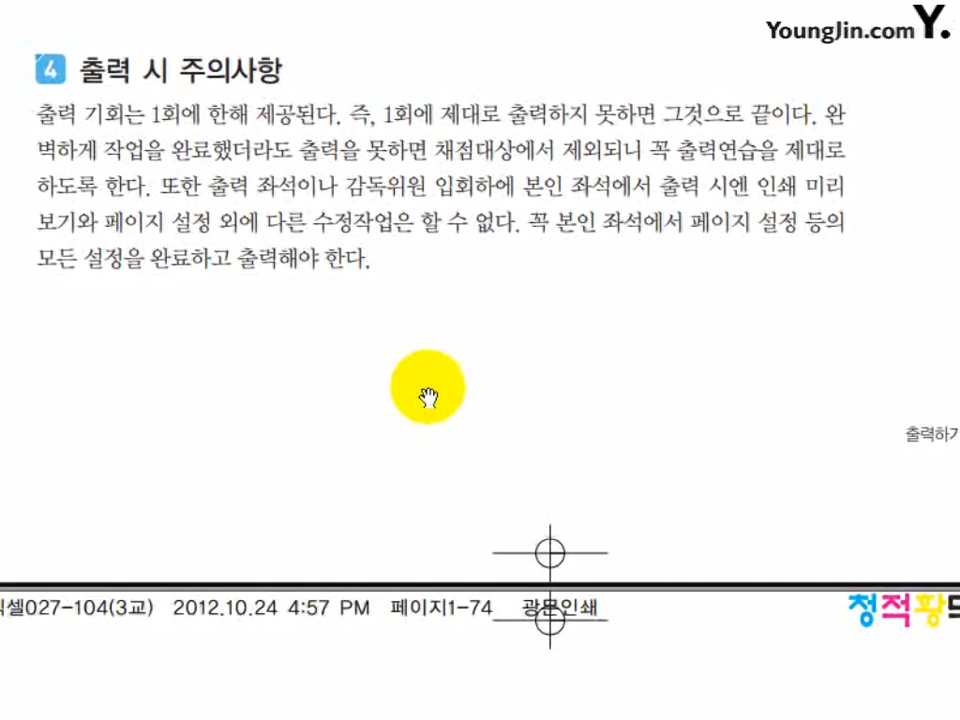 YoungJin.com Y.
4 출력 시 주의사항
출력 기회는 1회에 한해 제공된다. 즉, 1회에 제대로 출력하지 못하면 그것으로 끝이다. 완
벽하게 작업을 완료했더라도 출력을 못하면 채점대상에서 제외되니 꼭 출력연습을 제대로
하도록 한다. 또한 출력 좌석이나 감독위원 입회하에 본인 좌석에서 출력 시엔 인쇄 미리
보기와 페이지 설정 외에 다른 수정작업은 할 수 없다. 꼭 본인 좌석에서 페이지 설정 등의
모든 설정을 완료하고 출력해야 한다.
출력하기
셀027-104(3교) 2012.10.24 4:57 PM 페이지1-74 광문인쇄
청적황